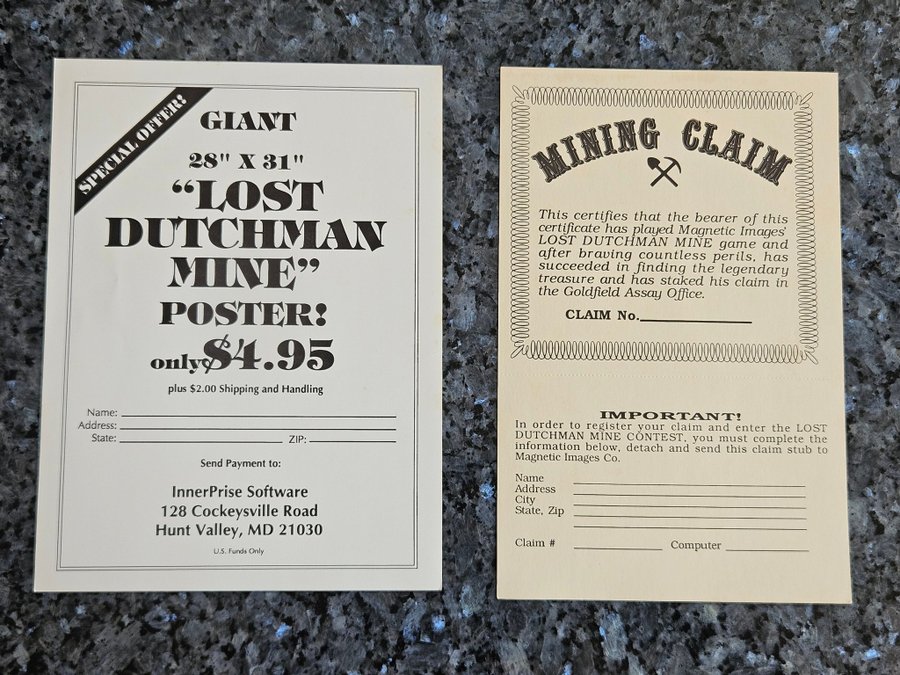 SPECIAL OFFER!
GIANT
28" X 31"
“LOST
DUTCHMAN
MINE”
POSTER!
only $4.95
plus $2.00 Shipping and Handling
Name:
Address:
State: ZIP:
Send Payment to:
InnerPrise Software
128 Cockeysville Road
Hunt Valley, MD 21030
U.S. Funds Only
MINING CLAIM
This certifies that the bearer of this
certificate has played Magnetic Images'
LOST DUTCHMAN MINE game and
after braving countless perils, has
succeeded in finding the legendary
treasure and has staked his claim in
the Goldfield Assay Office.
CLAIM No.
IMPORTANT!
In order to register your claim and enter the LOST
DUTCHMAN MINE CONTEST, you must complete the
information below, detach and send this claim stub to
Magnetic Images Co.
Name
Address
City
State, Zip
Claim # Computer